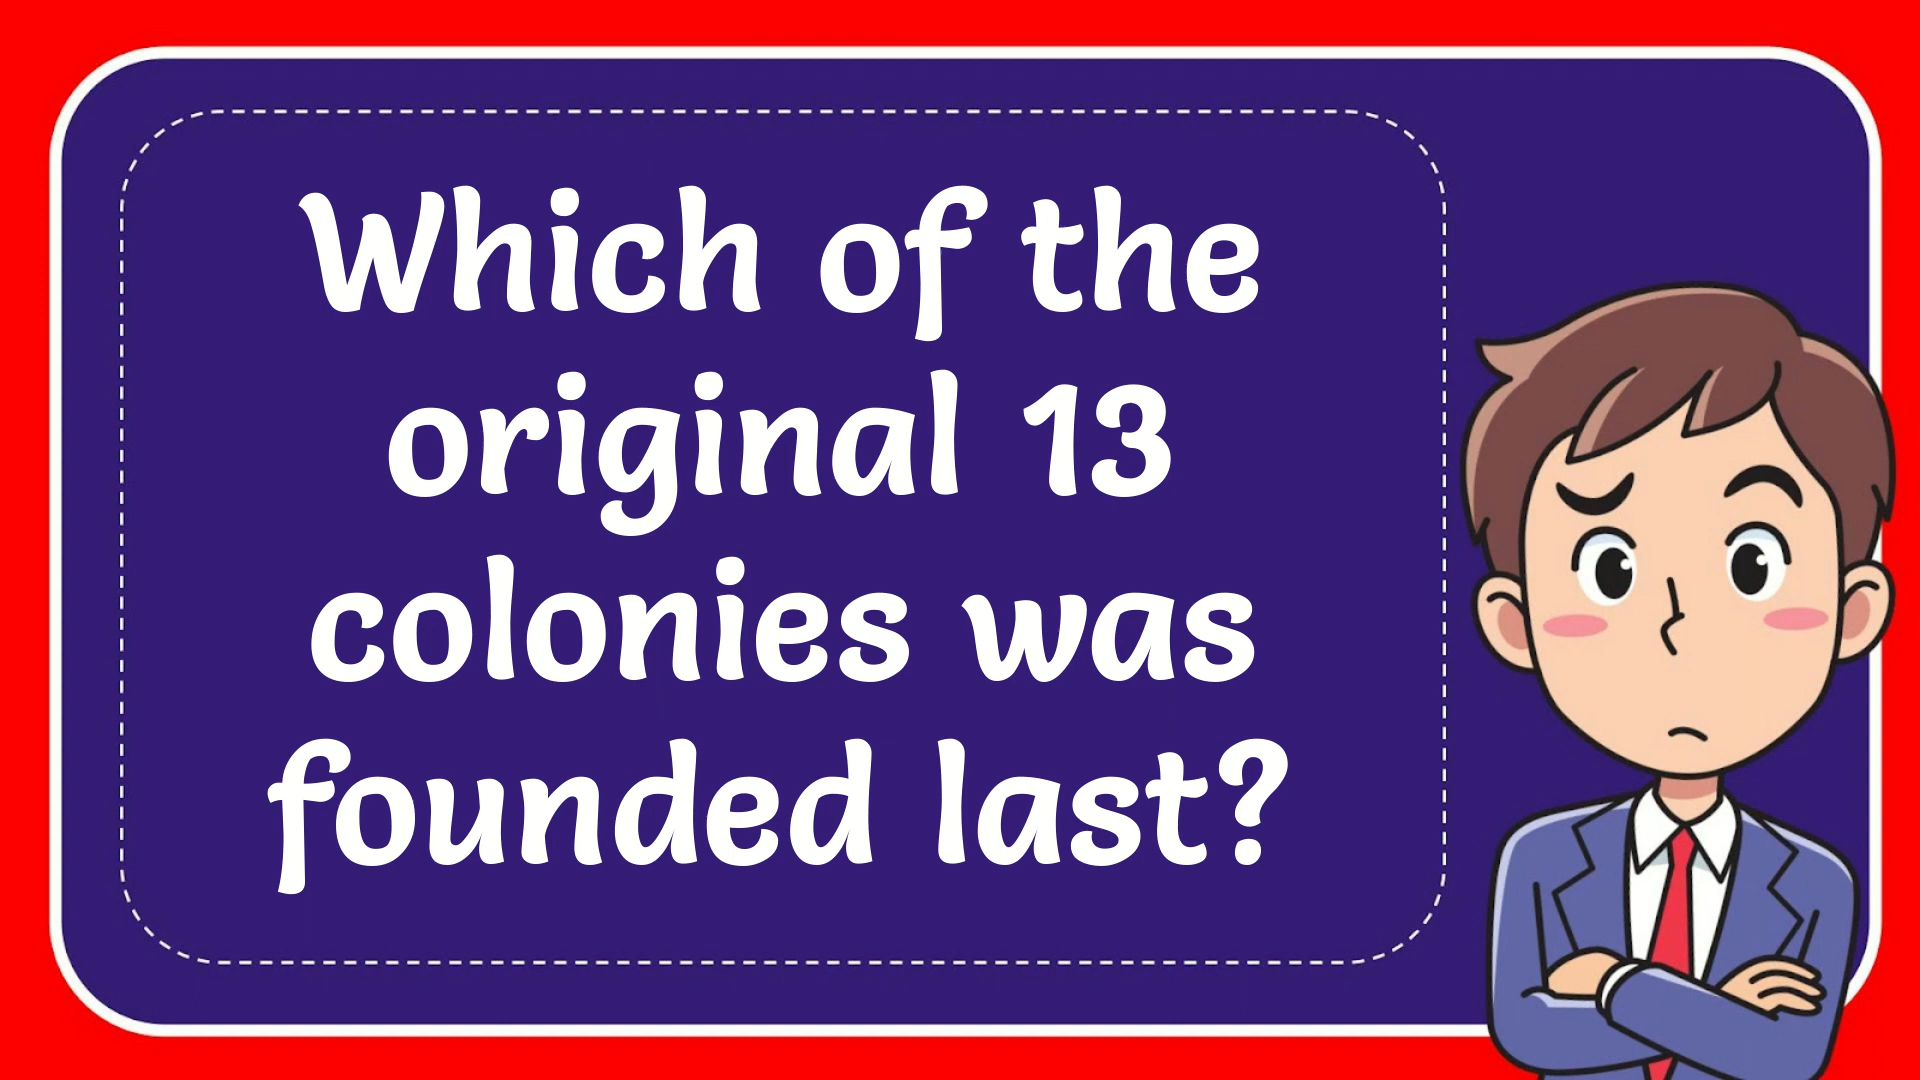 Which of the
original 13
colonies was
founded last?